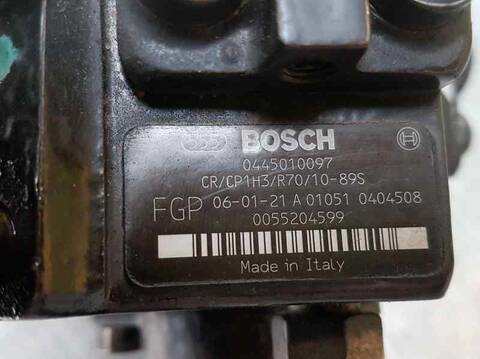 BOSCH
0445010097
CR/CP1H3/R70/10-89S
FGP 06-01-21 A 01051 0404508
0055204599
Made in Italy